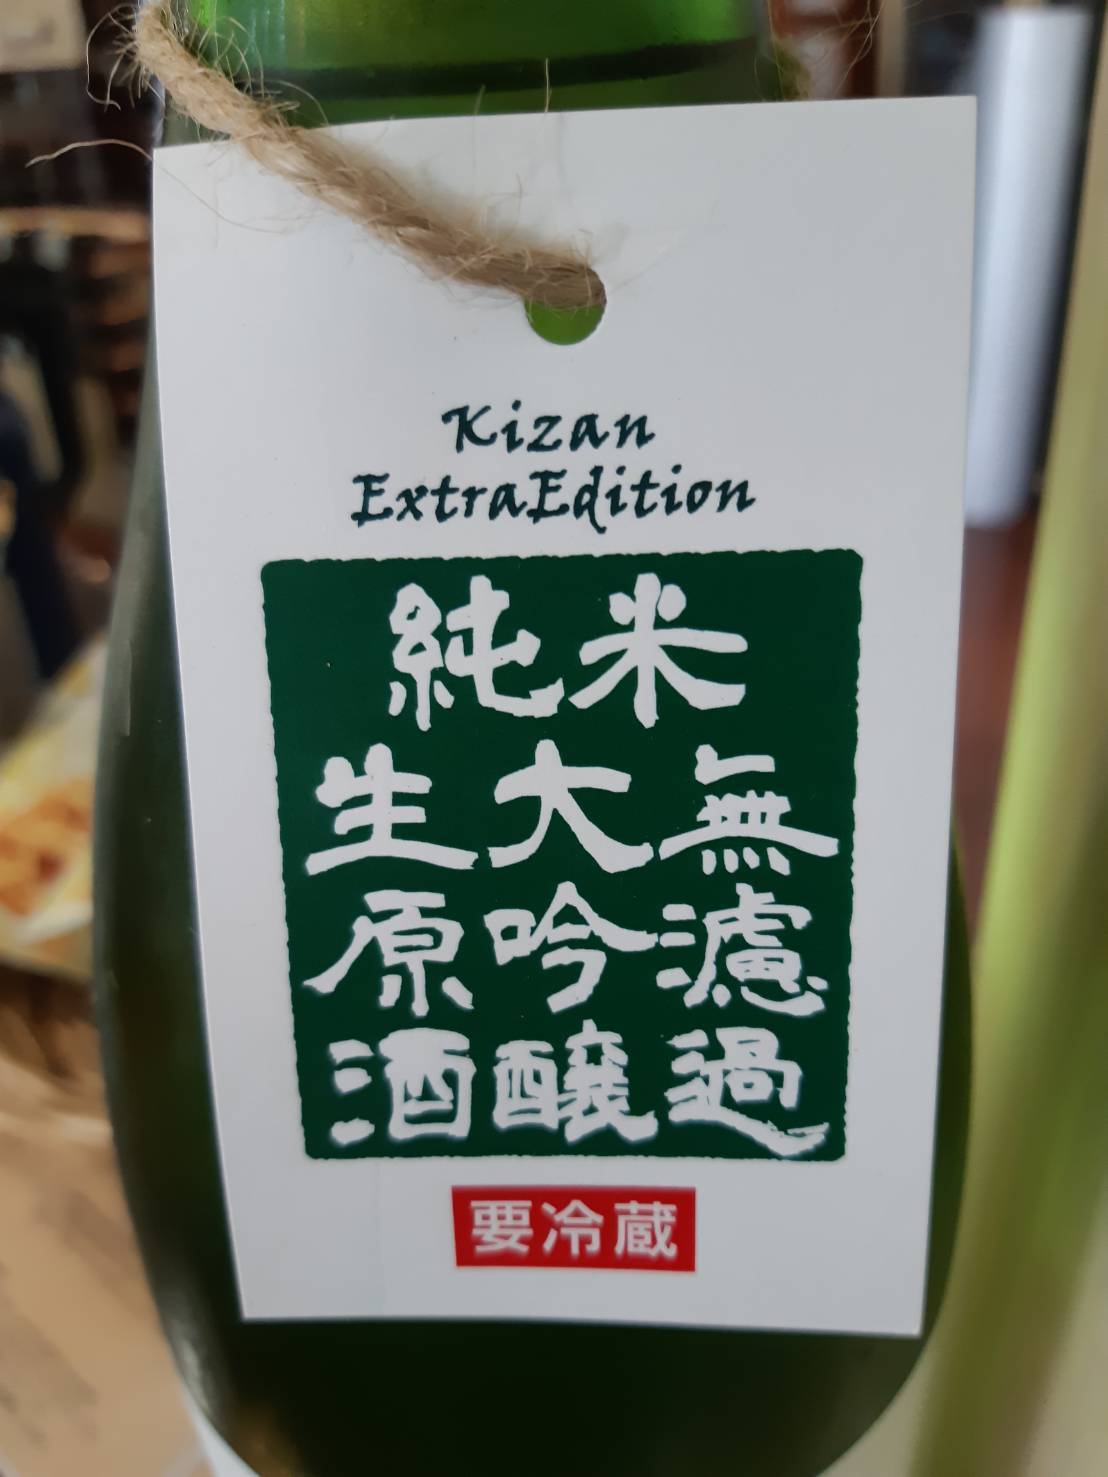 Kizan
ExtraEdition
純米
無濾過
大吟醸
生原酒
要冷蔵